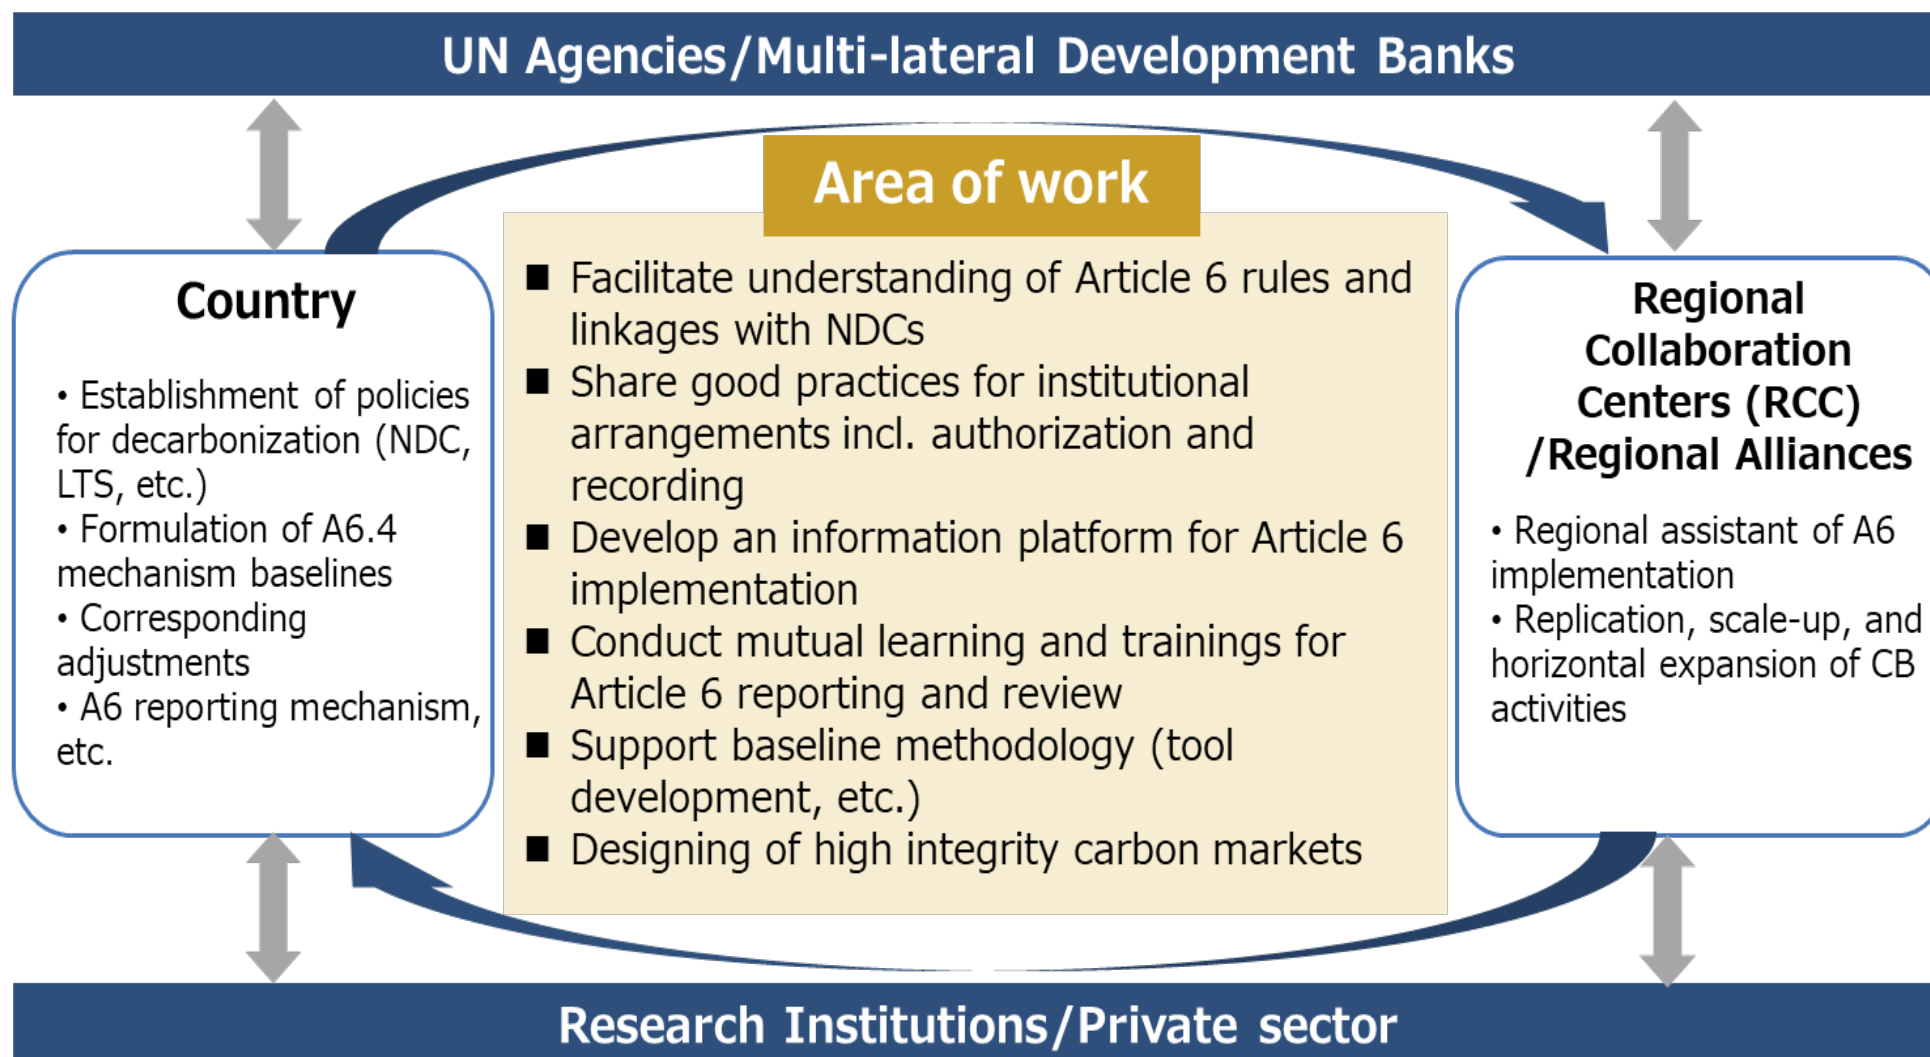 UN Agencies/Multi-lateral Development Banks
Area of work
Country
• Establishment of policies
for decarbonization (NDC,
LTS, etc.)
• Formulation of A6.4
mechanism baselines
• Corresponding
adjustments
• A6 reporting mechanism,
etc.
■ Facilitate understanding of Article 6 rules and
linkages with NDCs
■ Share good practices for institutional
arrangements incl. authorization and
recording
■ Develop an information platform for Article 6
implementation
■ Conduct mutual learning and trainings for
Article 6 reporting and review
■ Support baseline methodology (tool
development, etc.)
■ Designing of high integrity carbon markets
Regional
Collaboration
Centers (RCC)
/Regional Alliances
• Regional assistant of A6
implementation
• Replication, scale-up, and
horizontal expansion of CB
activities
Research Institutions/Private sector